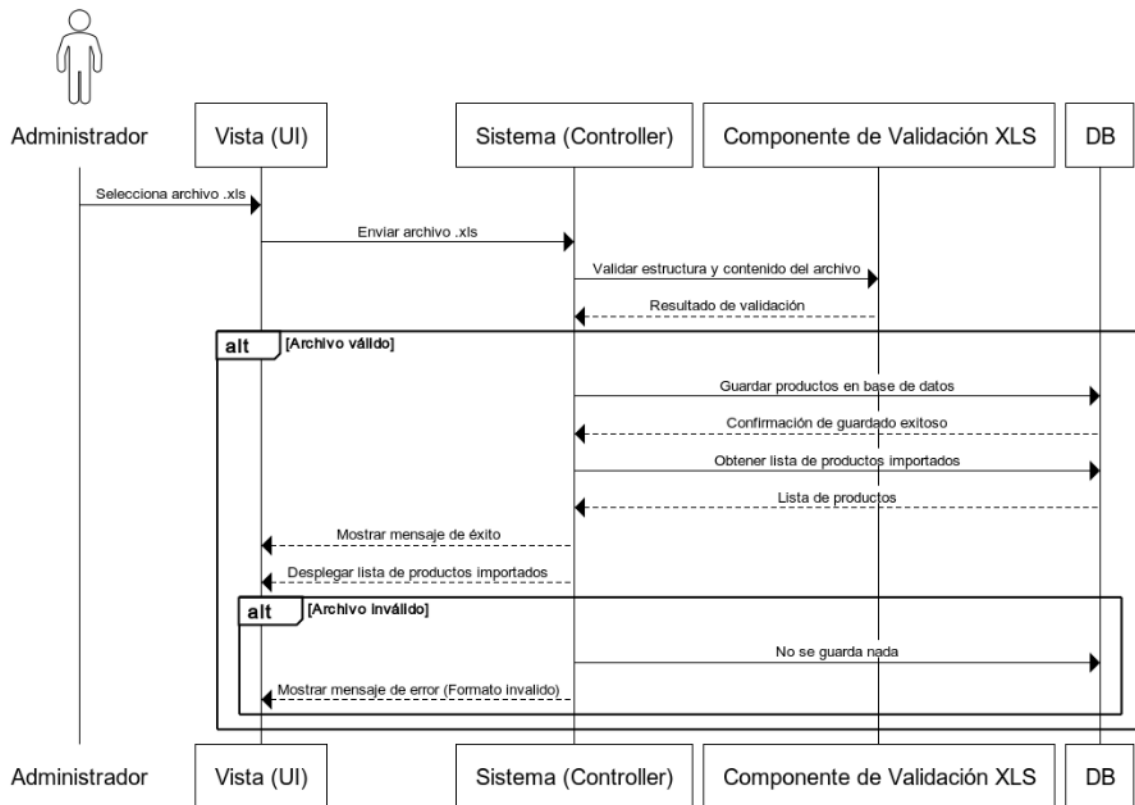 Administrador
Vista (UI)
Sistema (Controller)
Componente de Validación XLS
DB
Selecciona archivo .xls
Enviar archivo .xls
Validar estructura y contenido del archivo
Resultado de validación
alt [Archivo válido]
Guardar productos en base de datos
Confirmación de guardado exitoso
Obtener lista de productos importados
Lista de productos
Mostrar mensaje de éxito
Desplegar lista de productos importados
alt [Archivo inválido]
No se guarda nada
Mostrar mensaje de error (Formato invalido)
Administrador
Vista (UI)
Sistema (Controller)
Componente de Validación XLS
DB